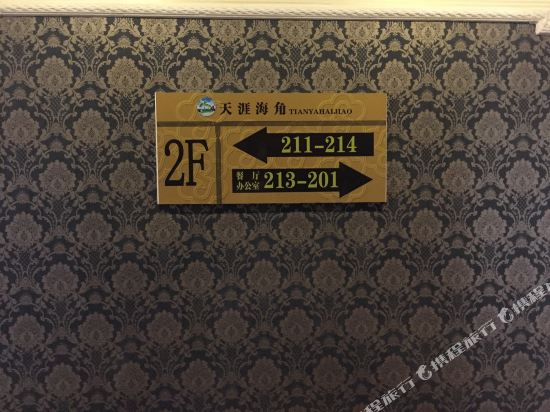 天涯海角 TIANYAHAIJIAO
2F
211-214
餐厅
办公室 213-201
携程旅行
携程旅行